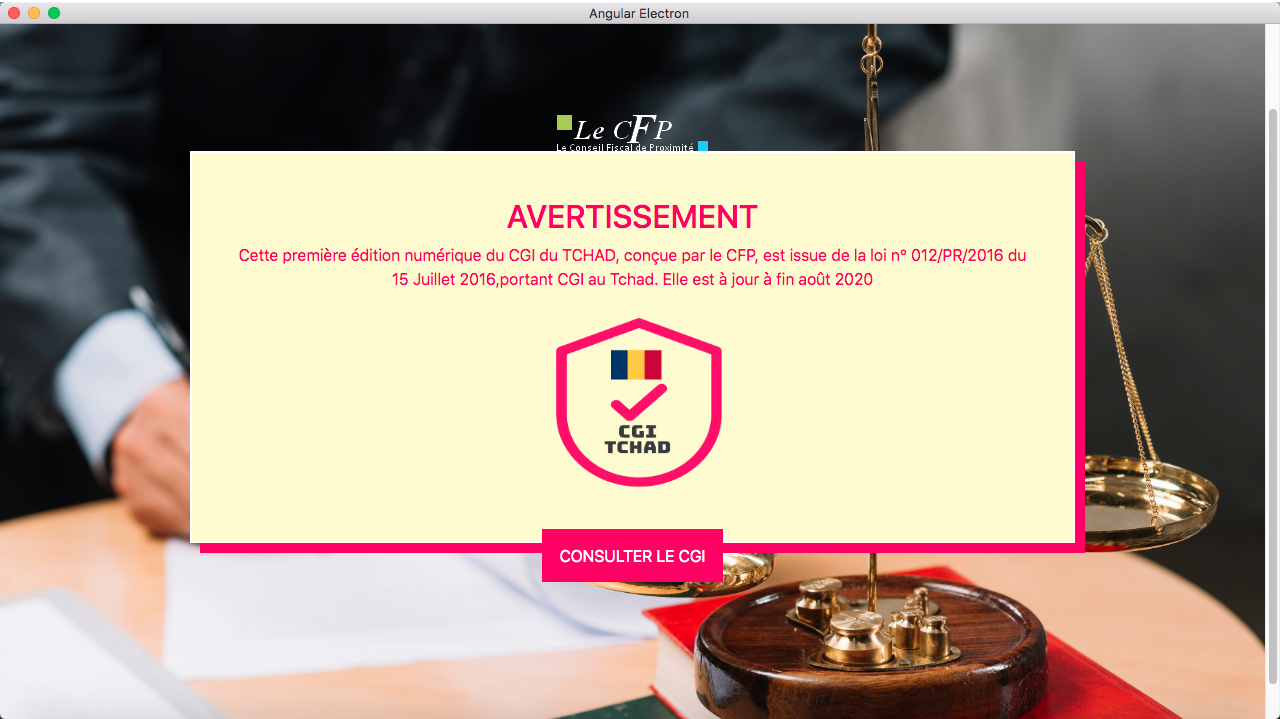 Angular Electron
Le CFP
Le Conseil Fiscal de Proximité
AVERTISSEMENT
Cette première édition numérique du CGI du TCHAD, conçue par le CFP, est issue de la loi n° 012/PR/2016 du
15 Juillet 2016,portant CGI au Tchad. Elle est à jour à fin août 2020
CGI
TCHAD
CONSULTER LE CGI